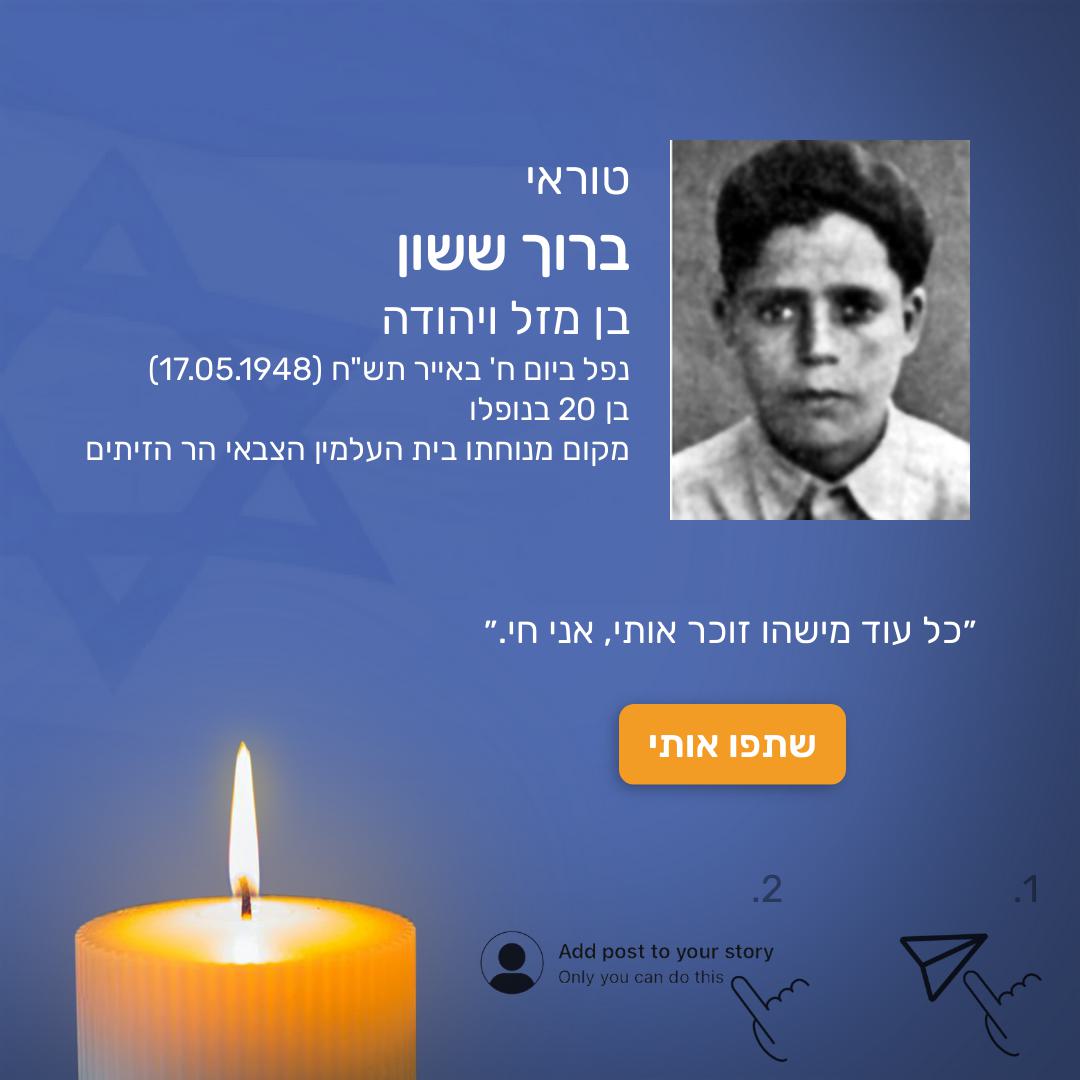 טוראי
ברוך ששון
בן מזל ויהודה
נפל ביום ח' באייר תש"ח (17.05.1948)
בן 20 בנופלו
מקום מנוחתו בית העלמין הצבאי הר הזיתים
״כל עוד מישהו זוכר אותי, אני חי.״
שתפו אותי
.1
.2
Add post to your story
Only you can do this